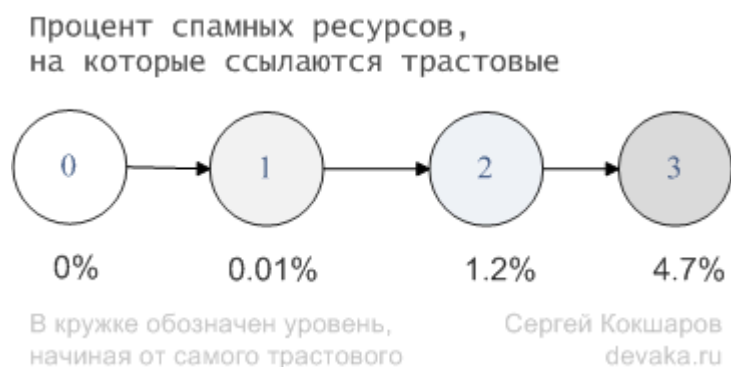 Процент спамных ресурсов,
на которые ссылаются трастовые
0
1
2
3
0%
0.01%
1.2%
4.7%
В кружке обозначен уровень,
начиная от самого трастового
Сергей Кокшаров
devaka.ru